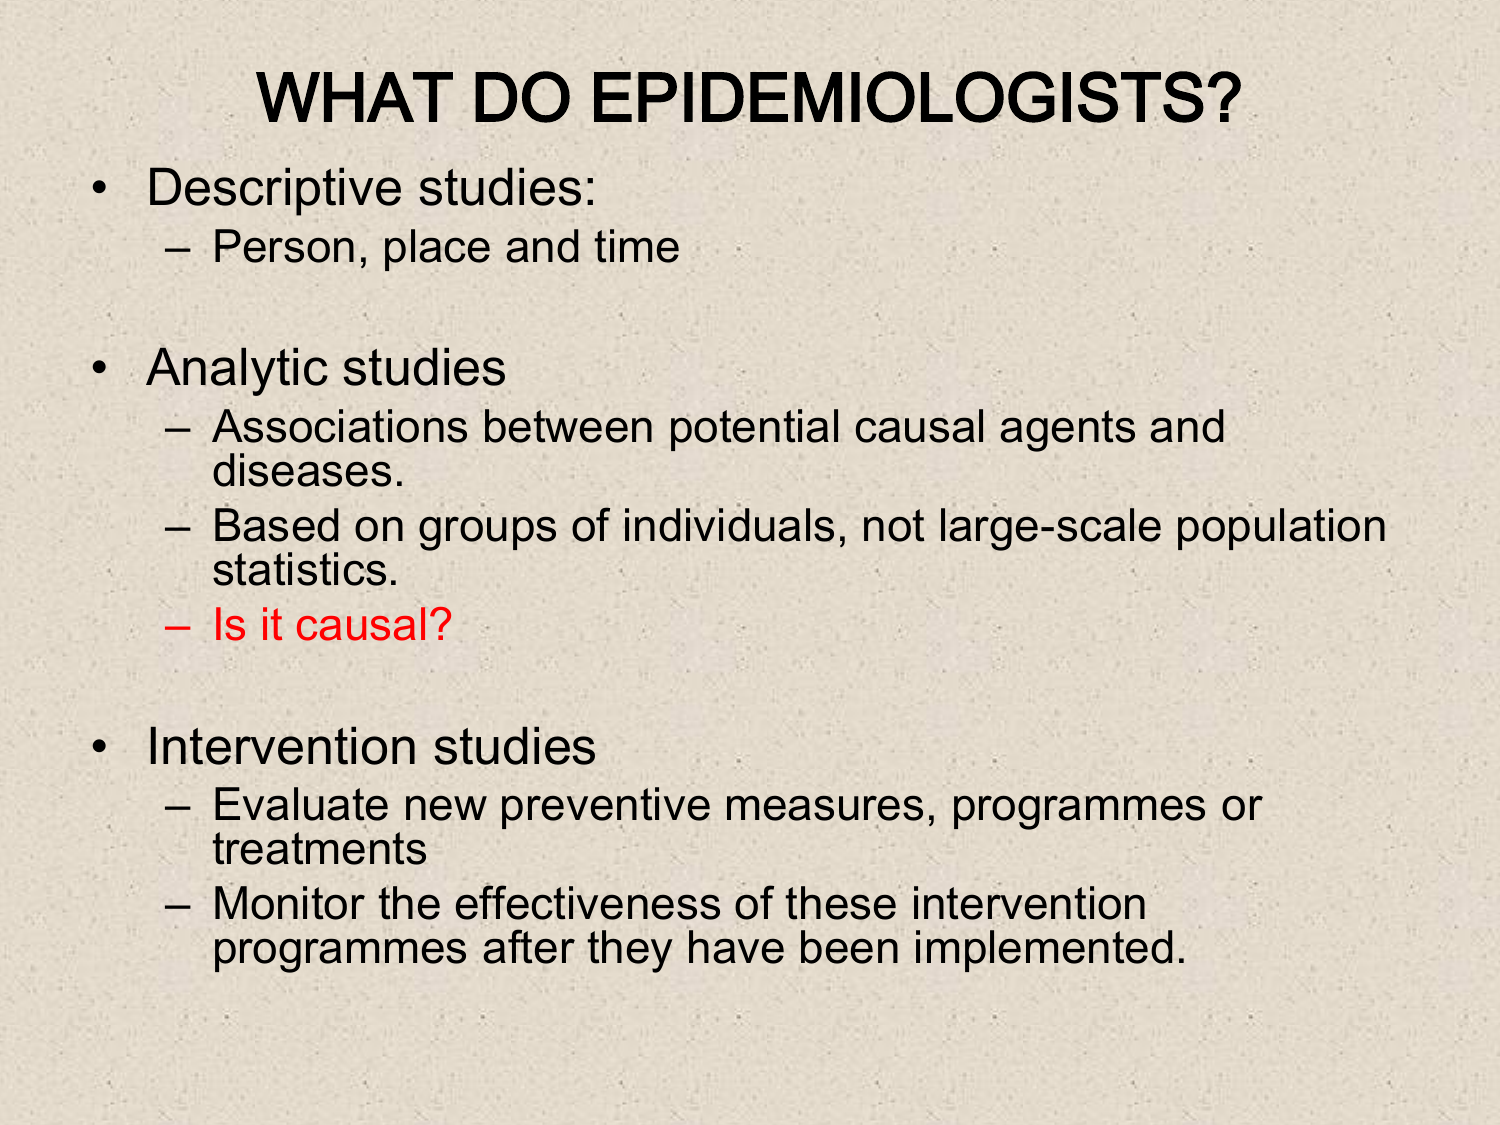 WHAT DO EPIDEMIOLOGISTS?
• Descriptive studies:
– Person, place and time
• Analytic studies
– Associations between potential causal agents and
diseases.
– Based on groups of individuals, not large-scale population
statistics.
– Is it causal?
• Intervention studies
– Evaluate new preventive measures, programmes or
treatments
– Monitor the effectiveness of these intervention
programmes after they have been implemented.